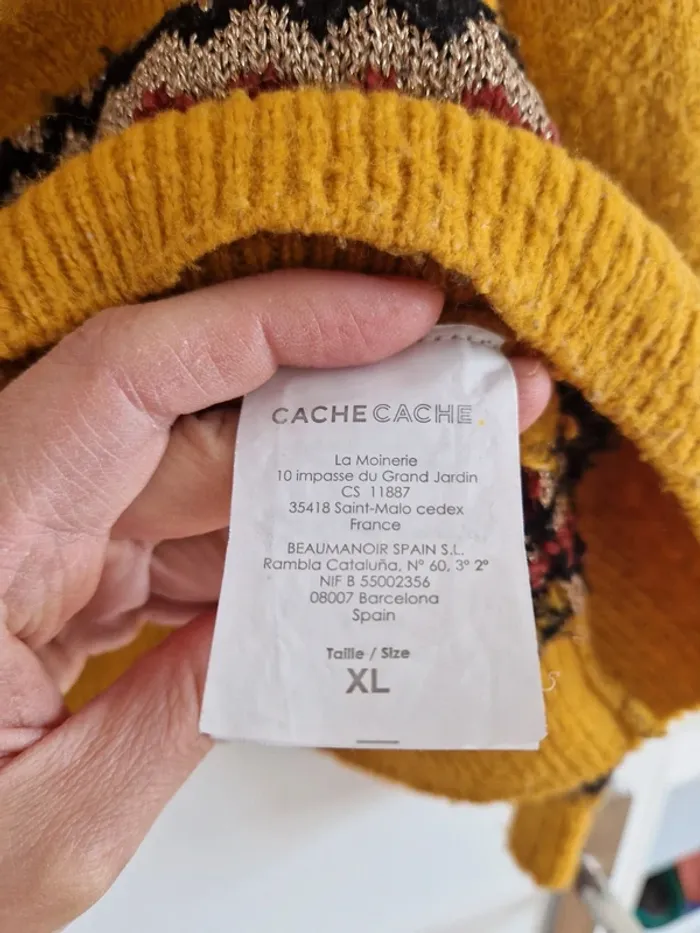 CACHE CACHE.
La Moinerie
10 impasse du Grand Jardin
CS 11887
35418 Saint-Malo cedex
France
BEAUMANOIR SPAIN S.L.
Rambla Cataluña, Nº 60, 3º 2º
NIF B 55002356
08007 Barcelona
Spain
Taille / Size
XL